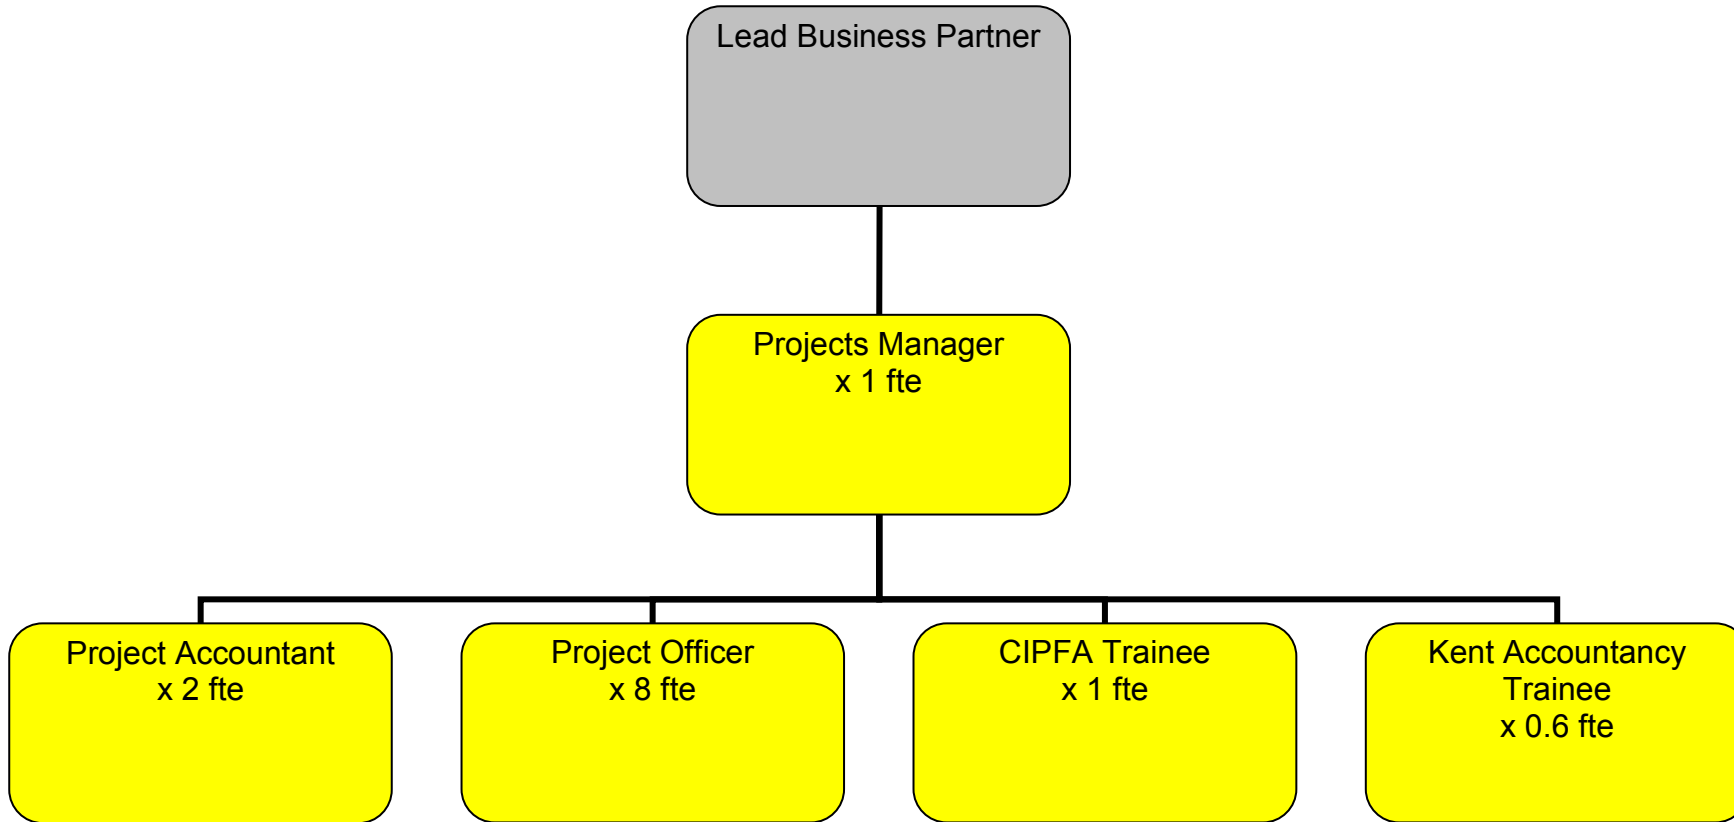 Lead Business Partner
Projects Manager
x 1 fte
Project Accountant
x 2 fte
Project Officer
x 8 fte
CIPFA Trainee
x 1 fte
Kent Accountancy
Trainee
x 0.6 fte